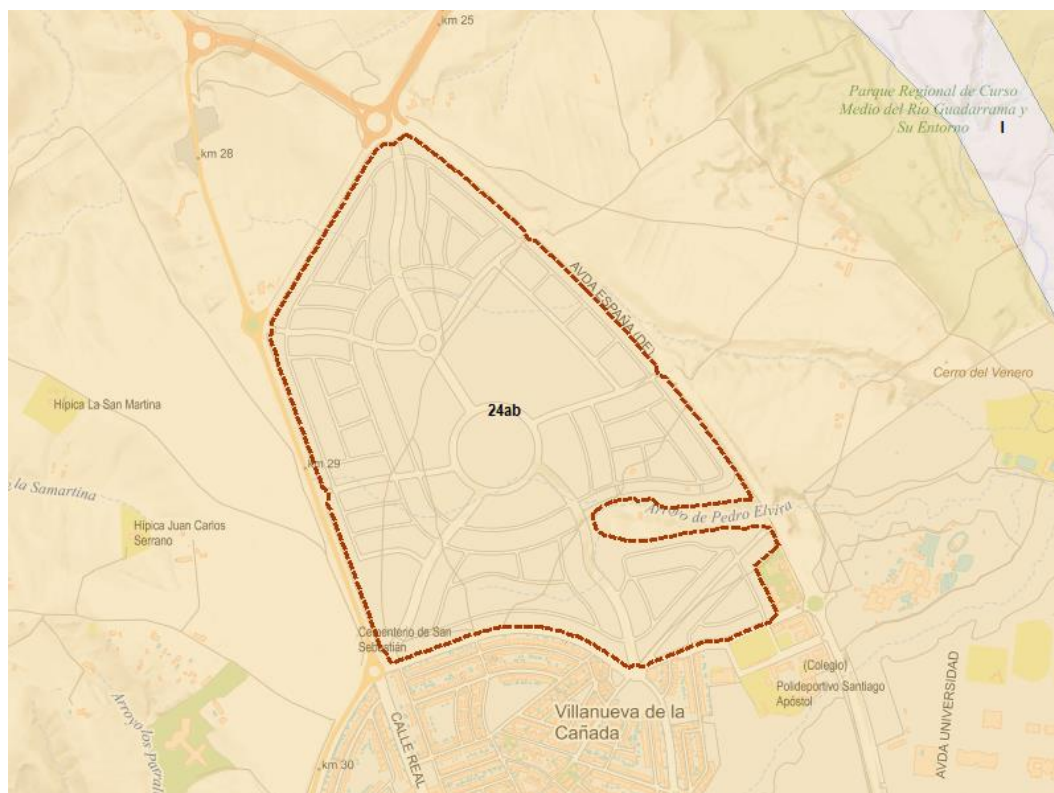 km 25
Parque Regional de Curso
Medio del Río Guadarrama y
Su Entorno
I
km 28
AVDA ESPAÑA (DE)
Cerro del Venero
Hípica La San Martina
24ab
km 29
la Samartina
Arroyo de Pedro Elvira
Hípica Juan Carlos
Serrano
Cementerio de San
Sebastián
(Colegio)
Polideportivo Santiago
Apóstol
Villanueva de la
Cañada
CALLE REAL
AVDA UNIVERSIDAD
Arroyo los
km 30